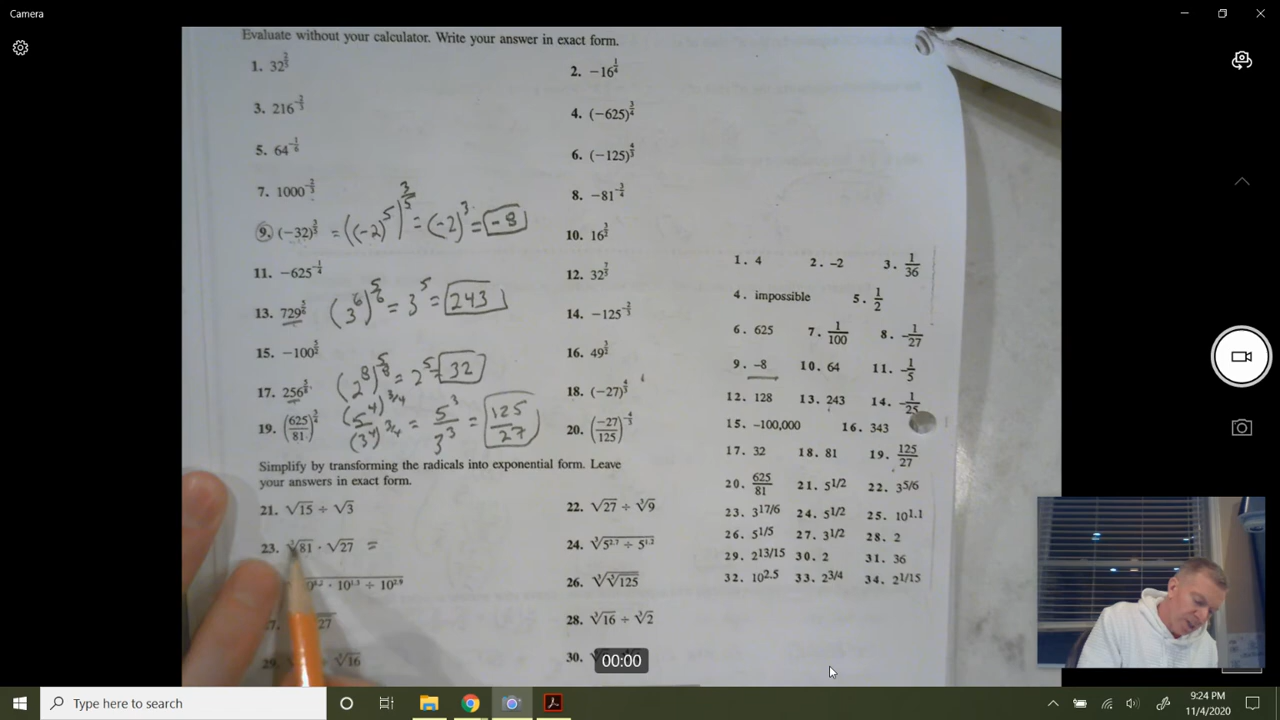 Camera
Evaluate without your calculator. Write your answer in exact form.
1. 32^(2/5)
2. −16^(1/4)
3. 216^(−2/3)
4. (−625)^(3/4)
5. 64^(−1/6)
6. (−125)^(4/3)
7. 1000^(−2/3)
8. −81^(−3/4)
9. (−32)^(3/5) = ((−2)^5)^(3/5) = (−2)^3 = −8
10. 16^(3/2)
11. −625^(−1/4)
12. 32^(7/5)
13. 729^(5/6) (3^6)^(5/6) = 3^5 = 243
14. −125^(−2/3)
15. −100^(5/2)
16. 49^(3/2)
17. 256^(5/8) (2^8)^(5/8) = 2^5 = 32
18. (−27)^(4/3)
19. (625/81)^(3/4) (5^4)^(3/4)/(3^4)^(3/4) = 5^3/3^3 = 125/27
20. (−27/125)^(−4/3)
Simplify by transforming the radicals into exponential form. Leave
your answers in exact form.
21. √15 ÷ √3
22. √27 ÷ ∛9
23. ∛81 · √27 =
24. ∛(5^2.7 ÷ 5^1.2)
· 10^1.3 ÷ 10^2.9
26. √125
28. ∛16 ÷ ∛2
29. ∛16
30.
1. 4 2. −2 3. 1/36
4. impossible 5. 1/2
6. 625 7. 1/100 8. −1/27
9. −8 10. 64 11. −1/5
12. 128 13. 243 14. −1/25
15. −100,000 16. 343
17. 32 18. 81 19. 125/27
20. 625/81 21. 5^1/2 22. 3^5/6
23. 3^17/6 24. 5^1/2 25. 10^1.1
26. 5^1/5 27. 3^1/2 28. 2
29. 2^13/15 30. 2 31. 36
32. 10^2.5 33. 2^3/4 34. 2^1/15
00:00
Type here to search
9:24 PM
11/4/2020